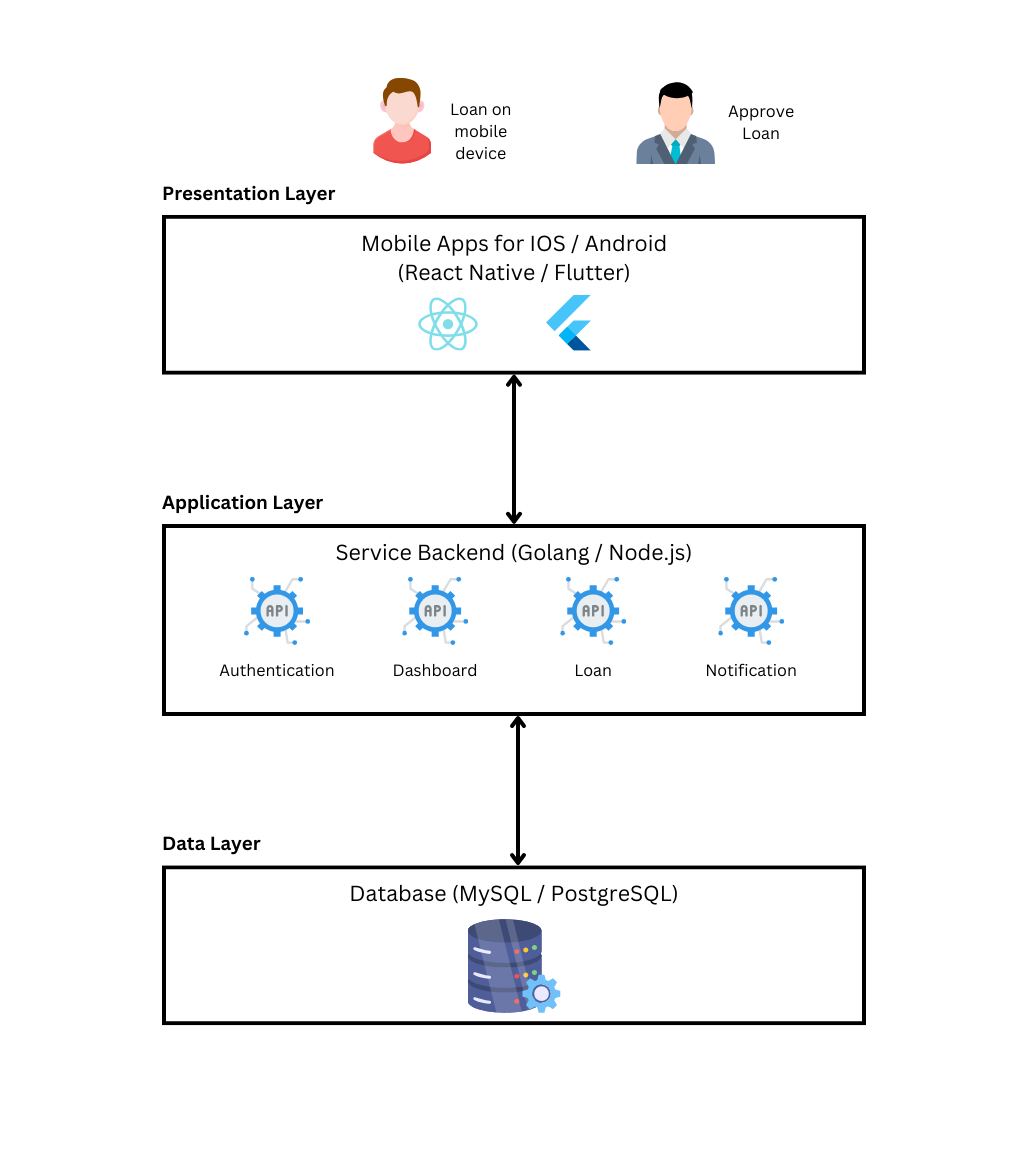 Loan on
mobile
device
Approve
Loan
Presentation Layer
Mobile Apps for IOS / Android
(React Native / Flutter)
Application Layer
Service Backend (Golang / Node.js)
API
API
API
API
Authentication
Dashboard
Loan
Notification
Data Layer
Database (MySQL / PostgreSQL)